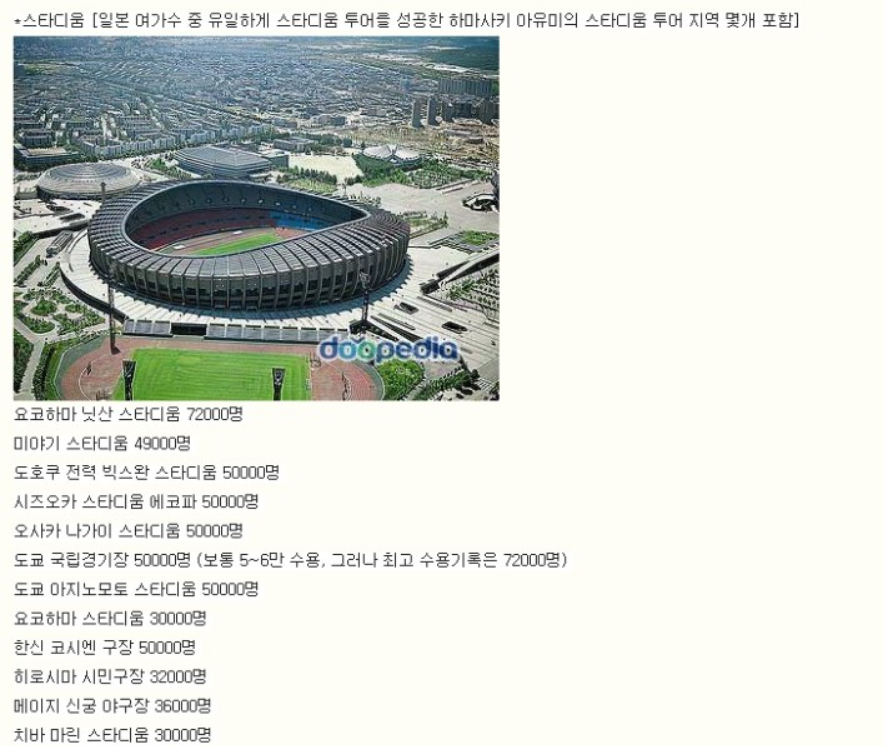 *스타디움 [일본 여가수 중 유일하게 스타디움 투어를 성공한 하마사키 아유미의 스타디움 투어 지역 몇개 포함]
doopedia
요코하마 닛산 스타디움 72000명
미야기 스타디움 49000명
도호쿠 전력 빅스완 스타디움 50000명
시즈오카 스타디움 에코파 50000명
오사카 나가이 스타디움 50000명
도쿄 국립경기장 50000명 (보통 5~6만 수용, 그러나 최고 수용기록은 72000명)
도쿄 아지노모토 스타디움 50000명
요코하마 스타디움 30000명
한신 코시엔 구장 50000명
히로시마 시민구장 32000명
메이지 신궁 야구장 36000명
치바 마린 스타디움 30000명